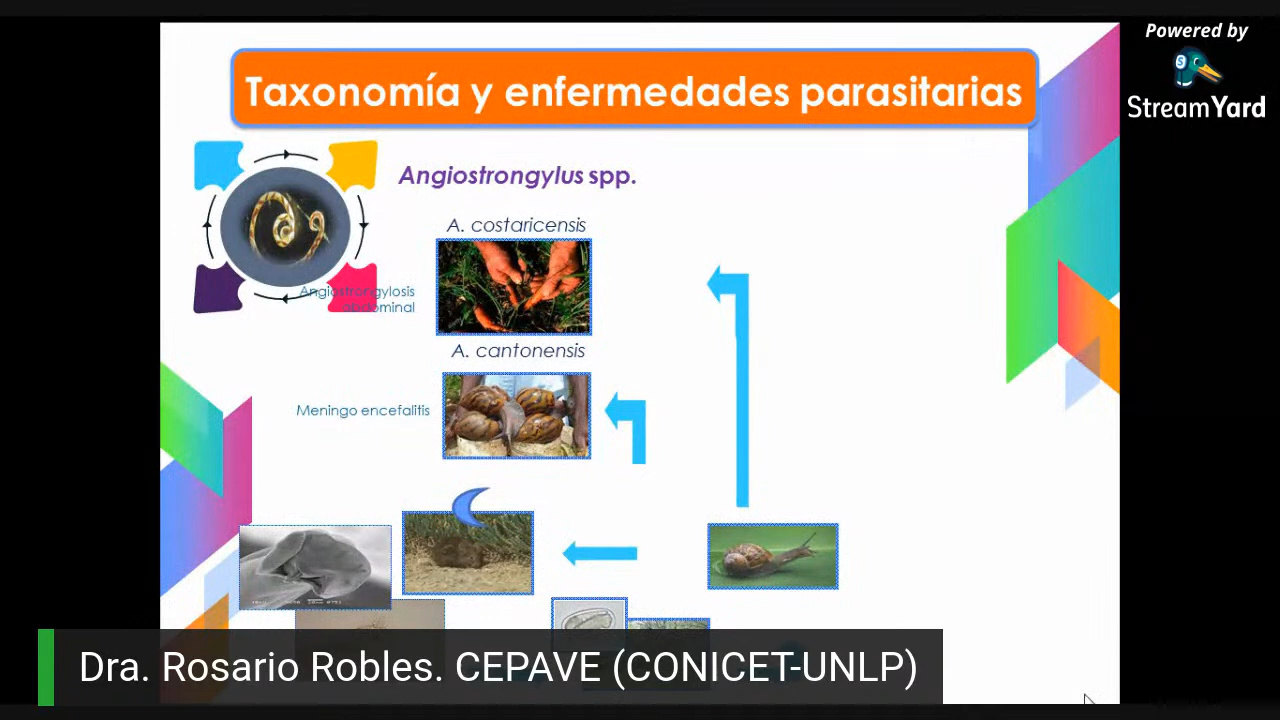 Powered by
StreamYard
Taxonomía y enfermedades parasitarias
Angiostrongylus spp.
A. costaricensis
Angiostrongylosis
abdominal
A. cantonensis
Meningo encefalitis
Dra. Rosario Robles. CEPAVE (CONICET-UNLP)